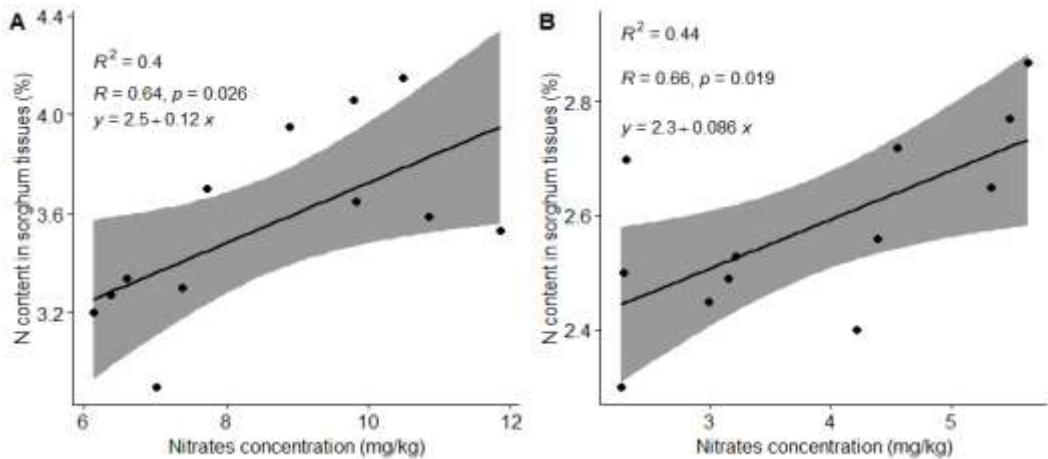 A
R² = 0.4
R = 0.64, p = 0.026
y = 2.5+0.12 x
N content in sorghum tissues (%)
4.4
4.0
3.6
3.2
6 8 10 12
Nitrates concentration (mg/kg)
B
R² = 0.44
R = 0.66, p = 0.019
y = 2.3+0.086 x
N content in sorghum tissues (%)
2.8
2.6
2.4
3 4 5
Nitrates concentration (mg/kg)